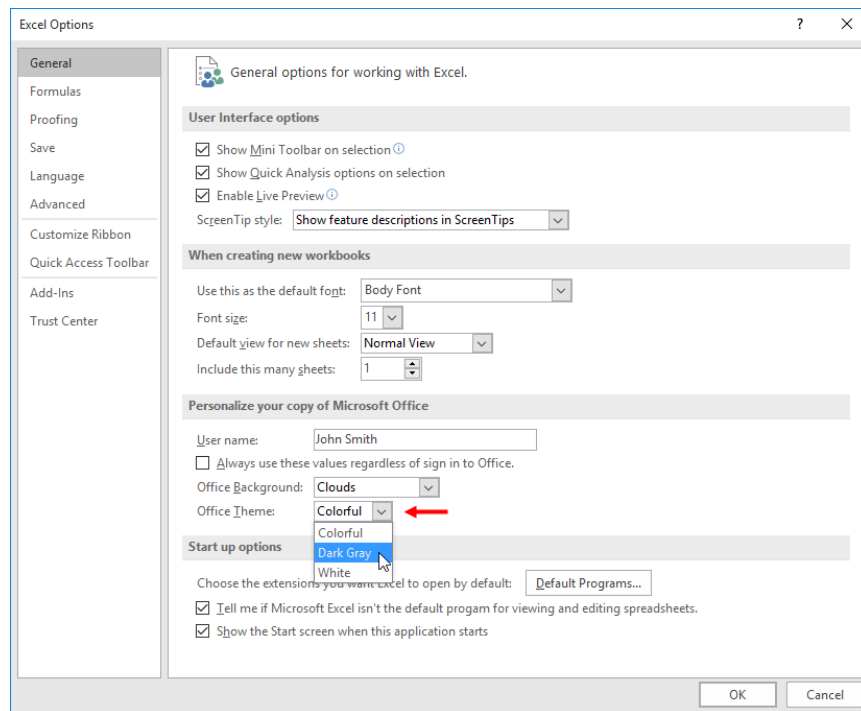 Excel Options
?
General
Formulas
Proofing
Save
Language
Advanced
Customize Ribbon
Quick Access Toolbar
Add-Ins
Trust Center
General options for working with Excel.
User Interface options
Show Mini Toolbar on selection
Show Quick Analysis options on selection
Enable Live Preview
ScreenTip style: Show feature descriptions in ScreenTips
When creating new workbooks
Use this as the default font: Body Font
Font size: 11
Default view for new sheets: Normal View
Include this many sheets: 1
Personalize your copy of Microsoft Office
User name: John Smith
Always use these values regardless of sign in to Office.
Office Background: Clouds
Office Theme: Colorful
Colorful
Dark Gray
White
Start up options
Choose the extensions you want Excel to open by default: Default Programs...
Tell me if Microsoft Excel isn't the default progam for viewing and editing spreadsheets.
Show the Start screen when this application starts
OK Cancel